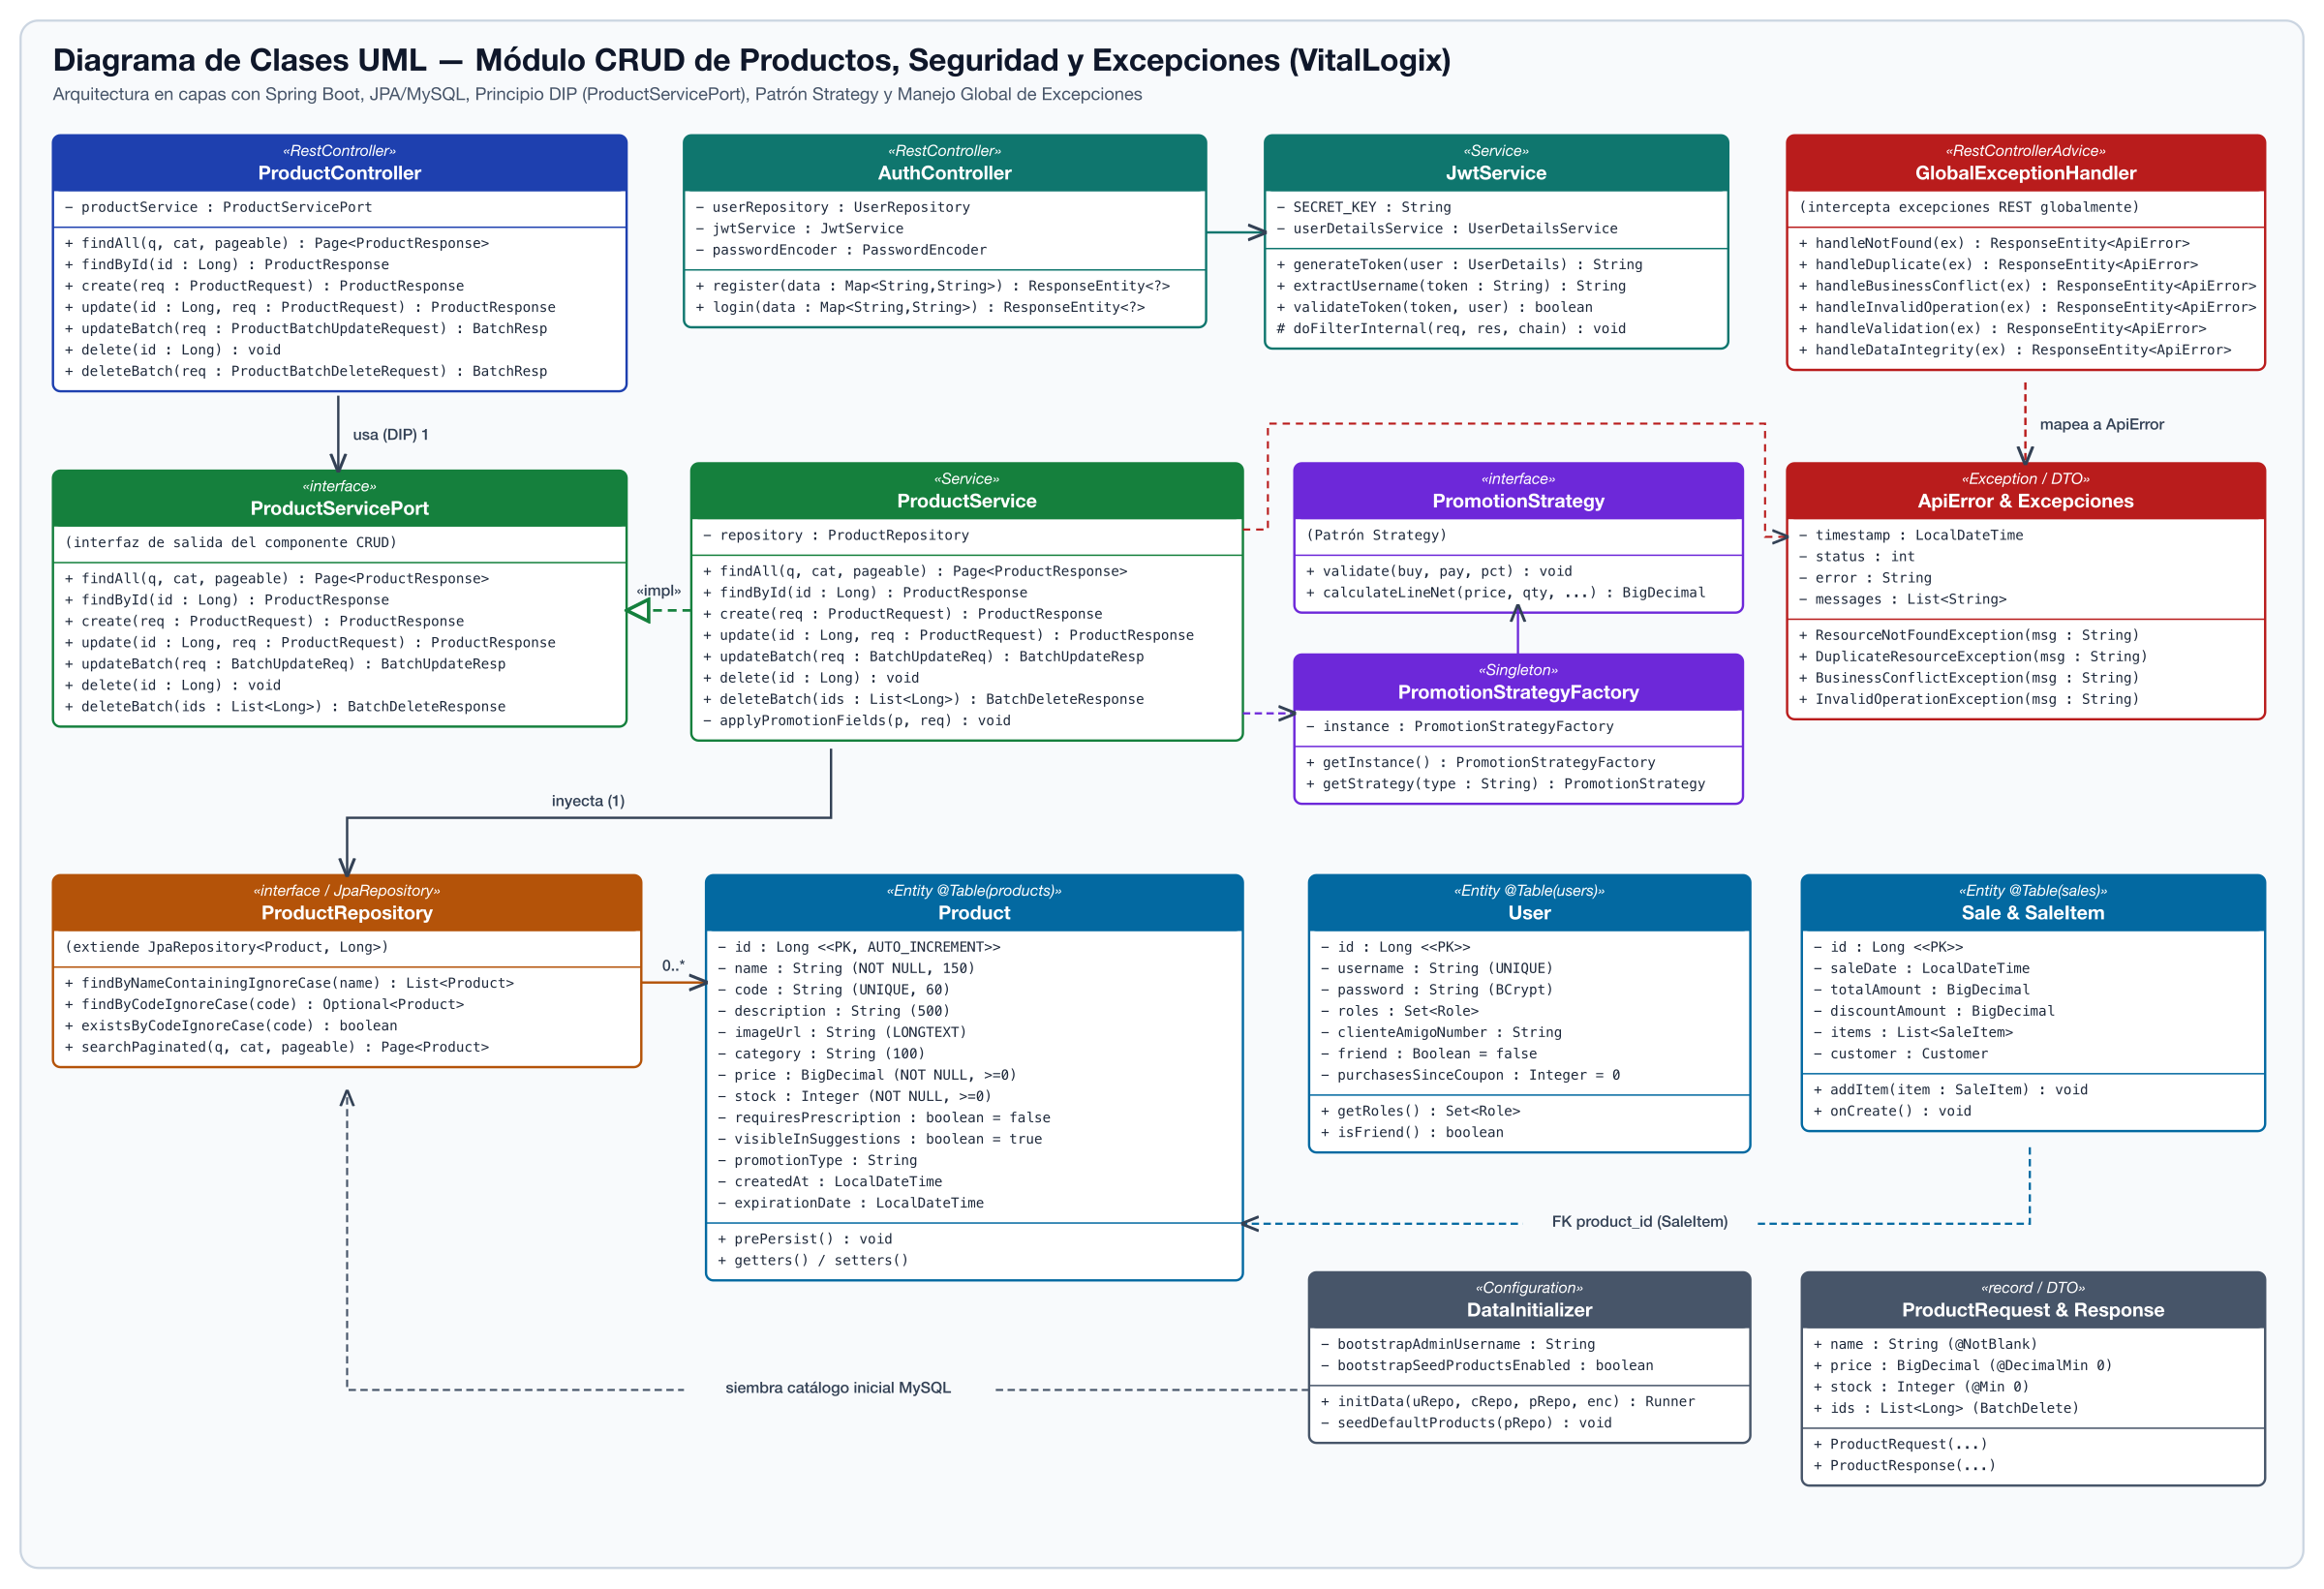 Diagrama de Clases UML — Módulo CRUD de Productos, Seguridad y Excepciones (VitalLogix)
Arquitectura en capas con Spring Boot, JPA/MySQL, Principio DIP (ProductServicePort), Patrón Strategy y Manejo Global de Excepciones
«RestController»
ProductController
− productService : ProductServicePort
+ findAll(q, cat, pageable) : Page<ProductResponse>
+ findById(id : Long) : ProductResponse
+ create(req : ProductRequest) : ProductResponse
+ update(id : Long, req : ProductRequest) : ProductResponse
+ updateBatch(req : ProductBatchUpdateRequest) : BatchResp
+ delete(id : Long) : void
+ deleteBatch(req : ProductBatchDeleteRequest) : BatchResp
«RestController»
AuthController
− userRepository : UserRepository
− jwtService : JwtService
− passwordEncoder : PasswordEncoder
+ register(data : Map<String,String>) : ResponseEntity<?>
+ login(data : Map<String,String>) : ResponseEntity<?>
«Service»
JwtService
− SECRET_KEY : String
− userDetailsService : UserDetailsService
+ generateToken(user : UserDetails) : String
+ extractUsername(token : String) : String
+ validateToken(token, user) : boolean
# doFilterInternal(req, res, chain) : void
«RestControllerAdvice»
GlobalExceptionHandler
(intercepta excepciones REST globalmente)
+ handleNotFound(ex) : ResponseEntity<ApiError>
+ handleDuplicate(ex) : ResponseEntity<ApiError>
+ handleBusinessConflict(ex) : ResponseEntity<ApiError>
+ handleInvalidOperation(ex) : ResponseEntity<ApiError>
+ handleValidation(ex) : ResponseEntity<ApiError>
+ handleDataIntegrity(ex) : ResponseEntity<ApiError>
usa (DIP) 1
mapea a ApiError
«interface»
ProductServicePort
(interfaz de salida del componente CRUD)
+ findAll(q, cat, pageable) : Page<ProductResponse>
+ findById(id : Long) : ProductResponse
+ create(req : ProductRequest) : ProductResponse
+ update(id : Long, req : ProductRequest) : ProductResponse
+ updateBatch(req : BatchUpdateReq) : BatchUpdateResp
+ delete(id : Long) : void
+ deleteBatch(ids : List<Long>) : BatchDeleteResponse
«impl»
«Service»
ProductService
− repository : ProductRepository
+ findAll(q, cat, pageable) : Page<ProductResponse>
+ findById(id : Long) : ProductResponse
+ create(req : ProductRequest) : ProductResponse
+ update(id : Long, req : ProductRequest) : ProductResponse
+ updateBatch(req : BatchUpdateReq) : BatchUpdateResp
+ delete(id : Long) : void
+ deleteBatch(ids : List<Long>) : BatchDeleteResponse
− applyPromotionFields(p, req) : void
«interface»
PromotionStrategy
(Patrón Strategy)
+ validate(buy, pay, pct) : void
+ calculateLineNet(price, qty, ...) : BigDecimal
«Singleton»
PromotionStrategyFactory
− instance : PromotionStrategyFactory
+ getInstance() : PromotionStrategyFactory
+ getStrategy(type : String) : PromotionStrategy
«Exception / DTO»
ApiError & Excepciones
− timestamp : LocalDateTime
− status : int
− error : String
− messages : List<String>
+ ResourceNotFoundException(msg : String)
+ DuplicateResourceException(msg : String)
+ BusinessConflictException(msg : String)
+ InvalidOperationException(msg : String)
inyecta (1)
«interface / JpaRepository»
ProductRepository
(extiende JpaRepository<Product, Long>)
+ findByNameContainingIgnoreCase(name) : List<Product>
+ findByCodeIgnoreCase(code) : Optional<Product>
+ existsByCodeIgnoreCase(code) : boolean
+ searchPaginated(q, cat, pageable) : Page<Product>
0..*
«Entity @Table(products)»
Product
− id : Long <<PK, AUTO_INCREMENT>>
− name : String (NOT NULL, 150)
− code : String (UNIQUE, 60)
− description : String (500)
− imageUrl : String (LONGTEXT)
− category : String (100)
− price : BigDecimal (NOT NULL, >=0)
− stock : Integer (NOT NULL, >=0)
− requiresPrescription : boolean = false
− visibleInSuggestions : boolean = true
− promotionType : String
− createdAt : LocalDateTime
− expirationDate : LocalDateTime
+ prePersist() : void
+ getters() / setters()
«Entity @Table(users)»
User
− id : Long <<PK>>
− username : String (UNIQUE)
− password : String (BCrypt)
− roles : Set<Role>
− clienteAmigoNumber : String
− friend : Boolean = false
− purchasesSinceCoupon : Integer = 0
+ getRoles() : Set<Role>
+ isFriend() : boolean
«Entity @Table(sales)»
Sale & SaleItem
− id : Long <<PK>>
− saleDate : LocalDateTime
− totalAmount : BigDecimal
− discountAmount : BigDecimal
− items : List<SaleItem>
− customer : Customer
+ addItem(item : SaleItem) : void
+ onCreate() : void
FK product_id (SaleItem)
«Configuration»
DataInitializer
− bootstrapAdminUsername : String
− bootstrapSeedProductsEnabled : boolean
+ initData(uRepo, cRepo, pRepo, enc) : Runner
− seedDefaultProducts(pRepo) : void
«record / DTO»
ProductRequest & Response
+ name : String (@NotBlank)
+ price : BigDecimal (@DecimalMin 0)
+ stock : Integer (@Min 0)
+ ids : List<Long> (BatchDelete)
+ ProductRequest(...)
+ ProductResponse(...)
siembra catálogo inicial MySQL